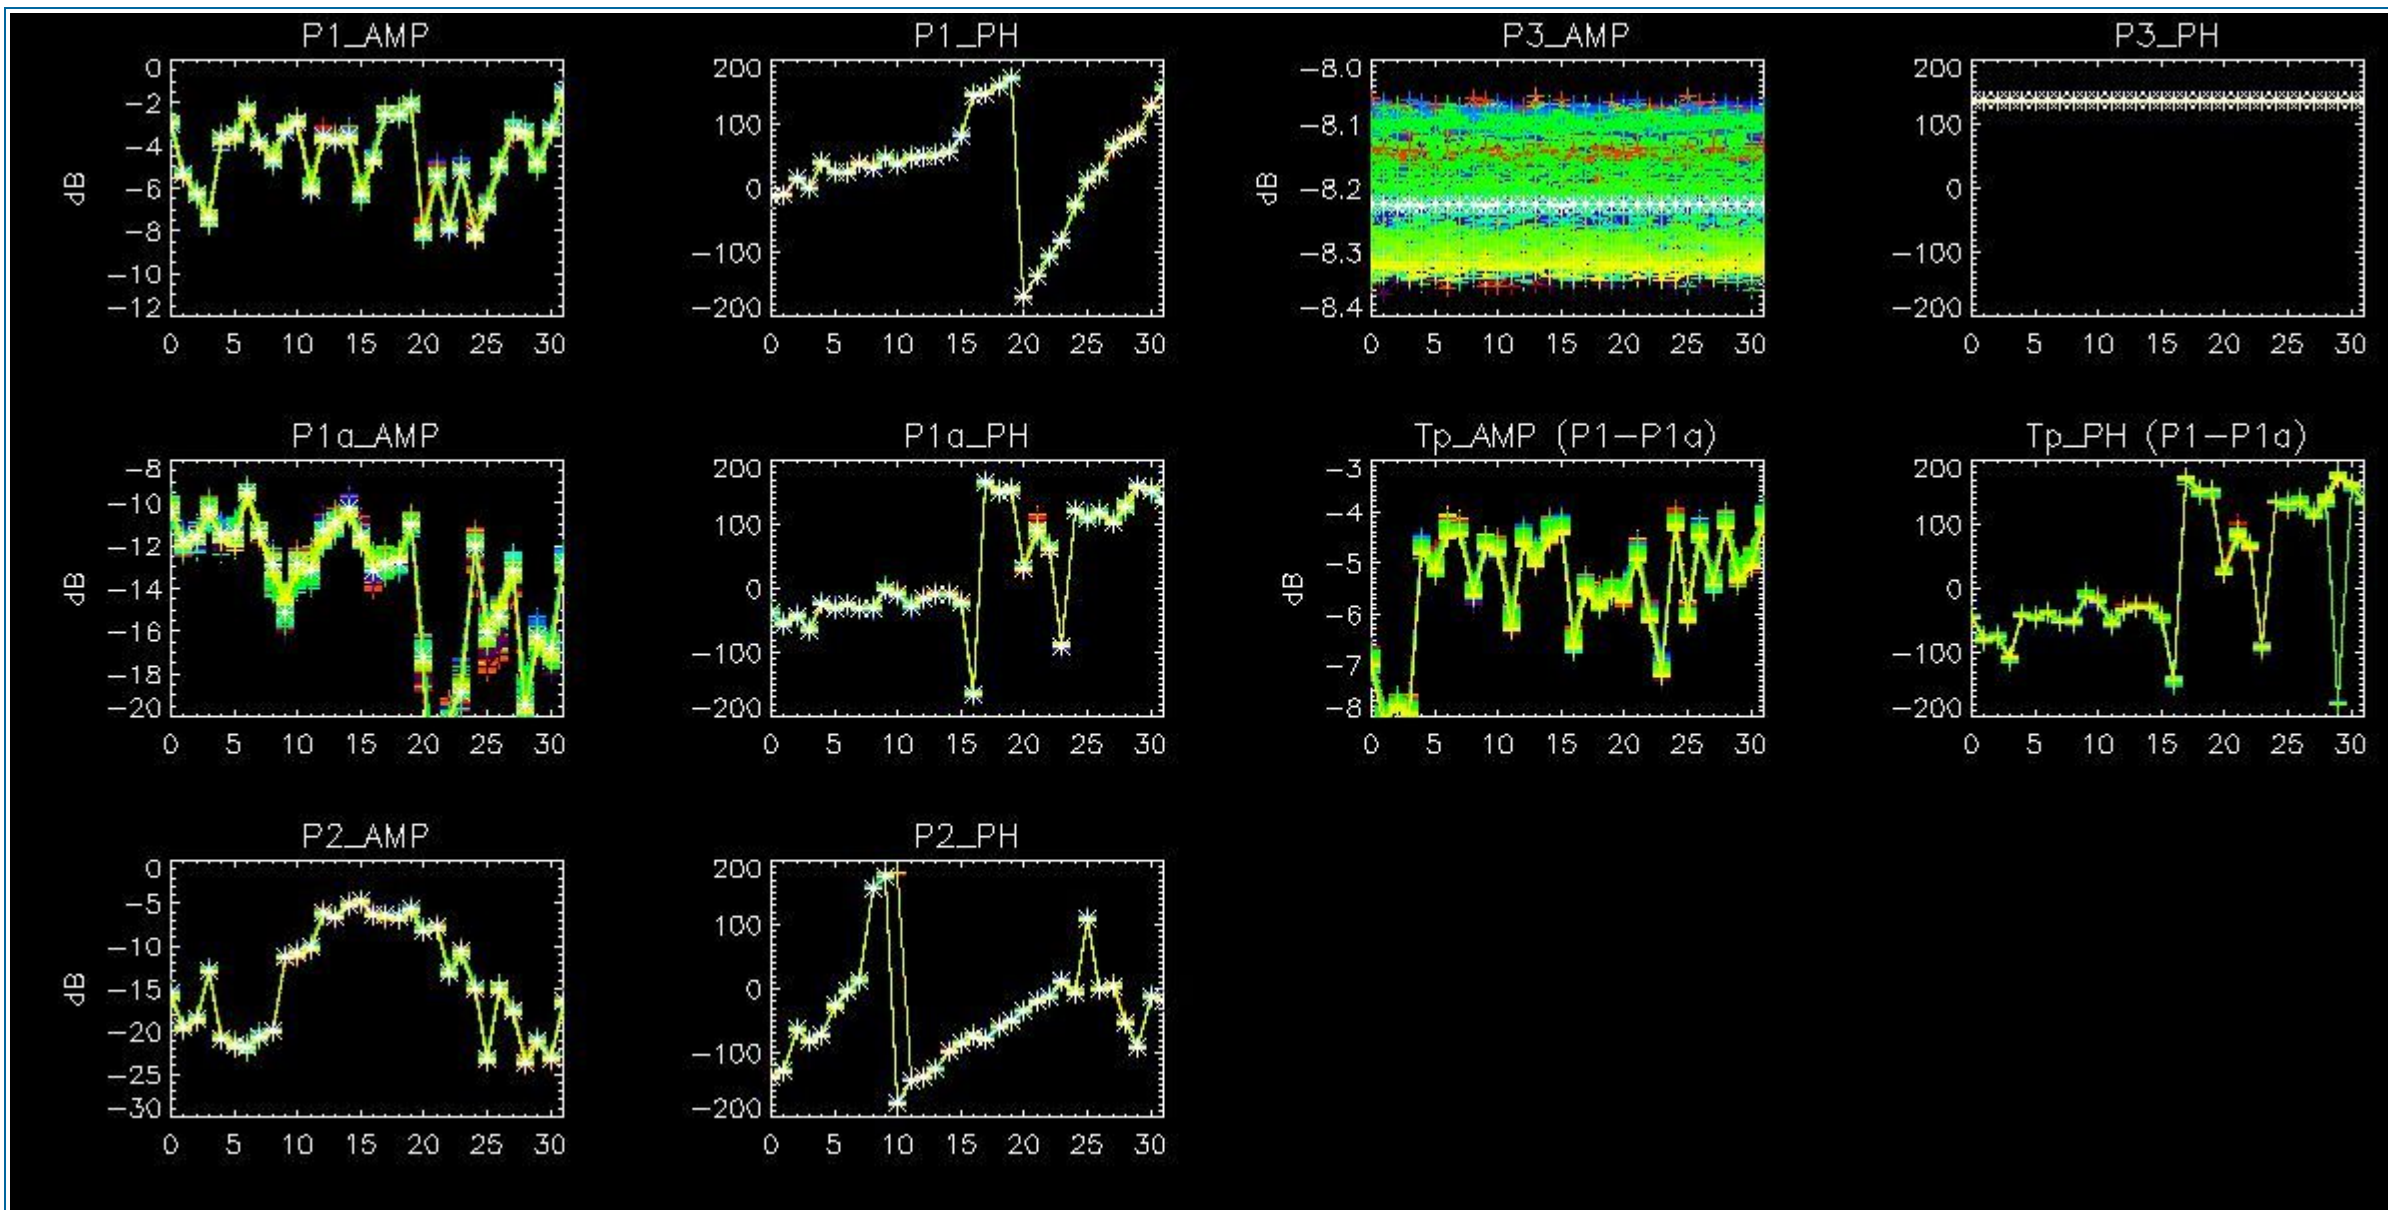 P1_AMP
0
−2
−4
−6
−8
−10
−12
dB
0 5 10 15 20 25 30
P1_PH
200
100
0
−100
−200
0 5 10 15 20 25 30
P3_AMP
−8.0
−8.1
−8.2
−8.3
−8.4
dB
0 5 10 15 20 25 30
P3_PH
200
100
0
−100
−200
0 5 10 15 20 25 30
P1a_AMP
−8
−10
−12
−14
−16
−18
−20
dB
0 5 10 15 20 25 30
P1a_PH
200
100
0
−100
−200
0 5 10 15 20 25 30
Tp_AMP (P1−P1a)
−3
−4
−5
−6
−7
−8
dB
0 5 10 15 20 25 30
Tp_PH (P1−P1a)
200
100
0
−100
−200
0 5 10 15 20 25 30
P2_AMP
0
−5
−10
−15
−20
−25
−30
dB
0 5 10 15 20 25 30
P2_PH
200
100
0
−100
−200
0 5 10 15 20 25 30